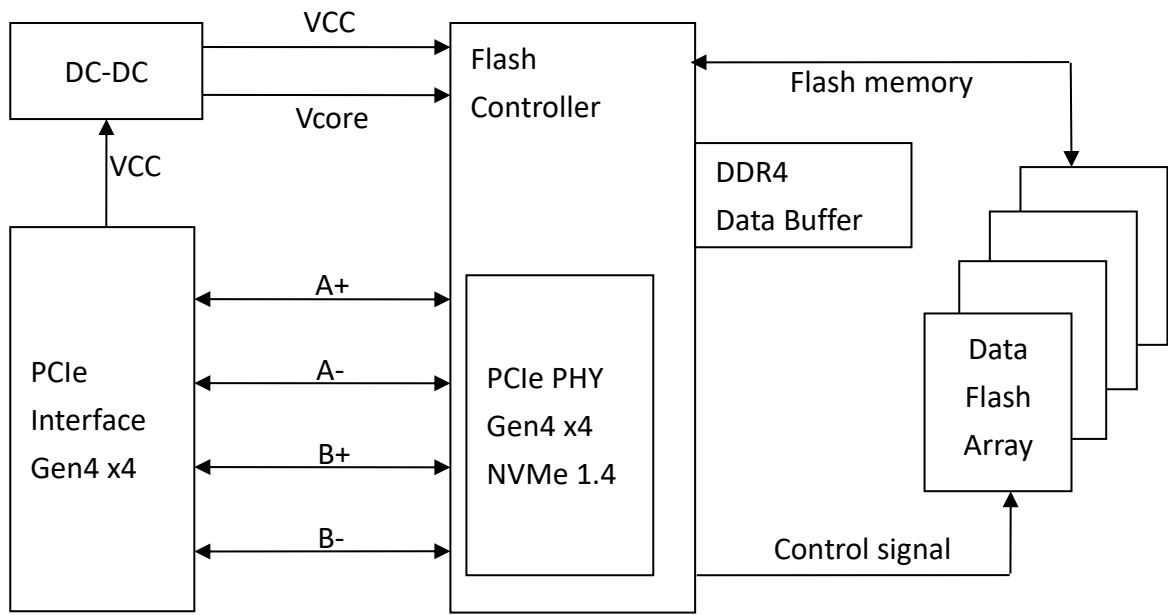 VCC
DC-DC
Vcore
VCC
Flash
Controller
Flash memory
DDR4
Data Buffer
PCIe
Interface
Gen4 x4
A+
A-
B+
B-
PCIe PHY
Gen4 x4
NVMe 1.4
Data
Flash
Array
Control signal